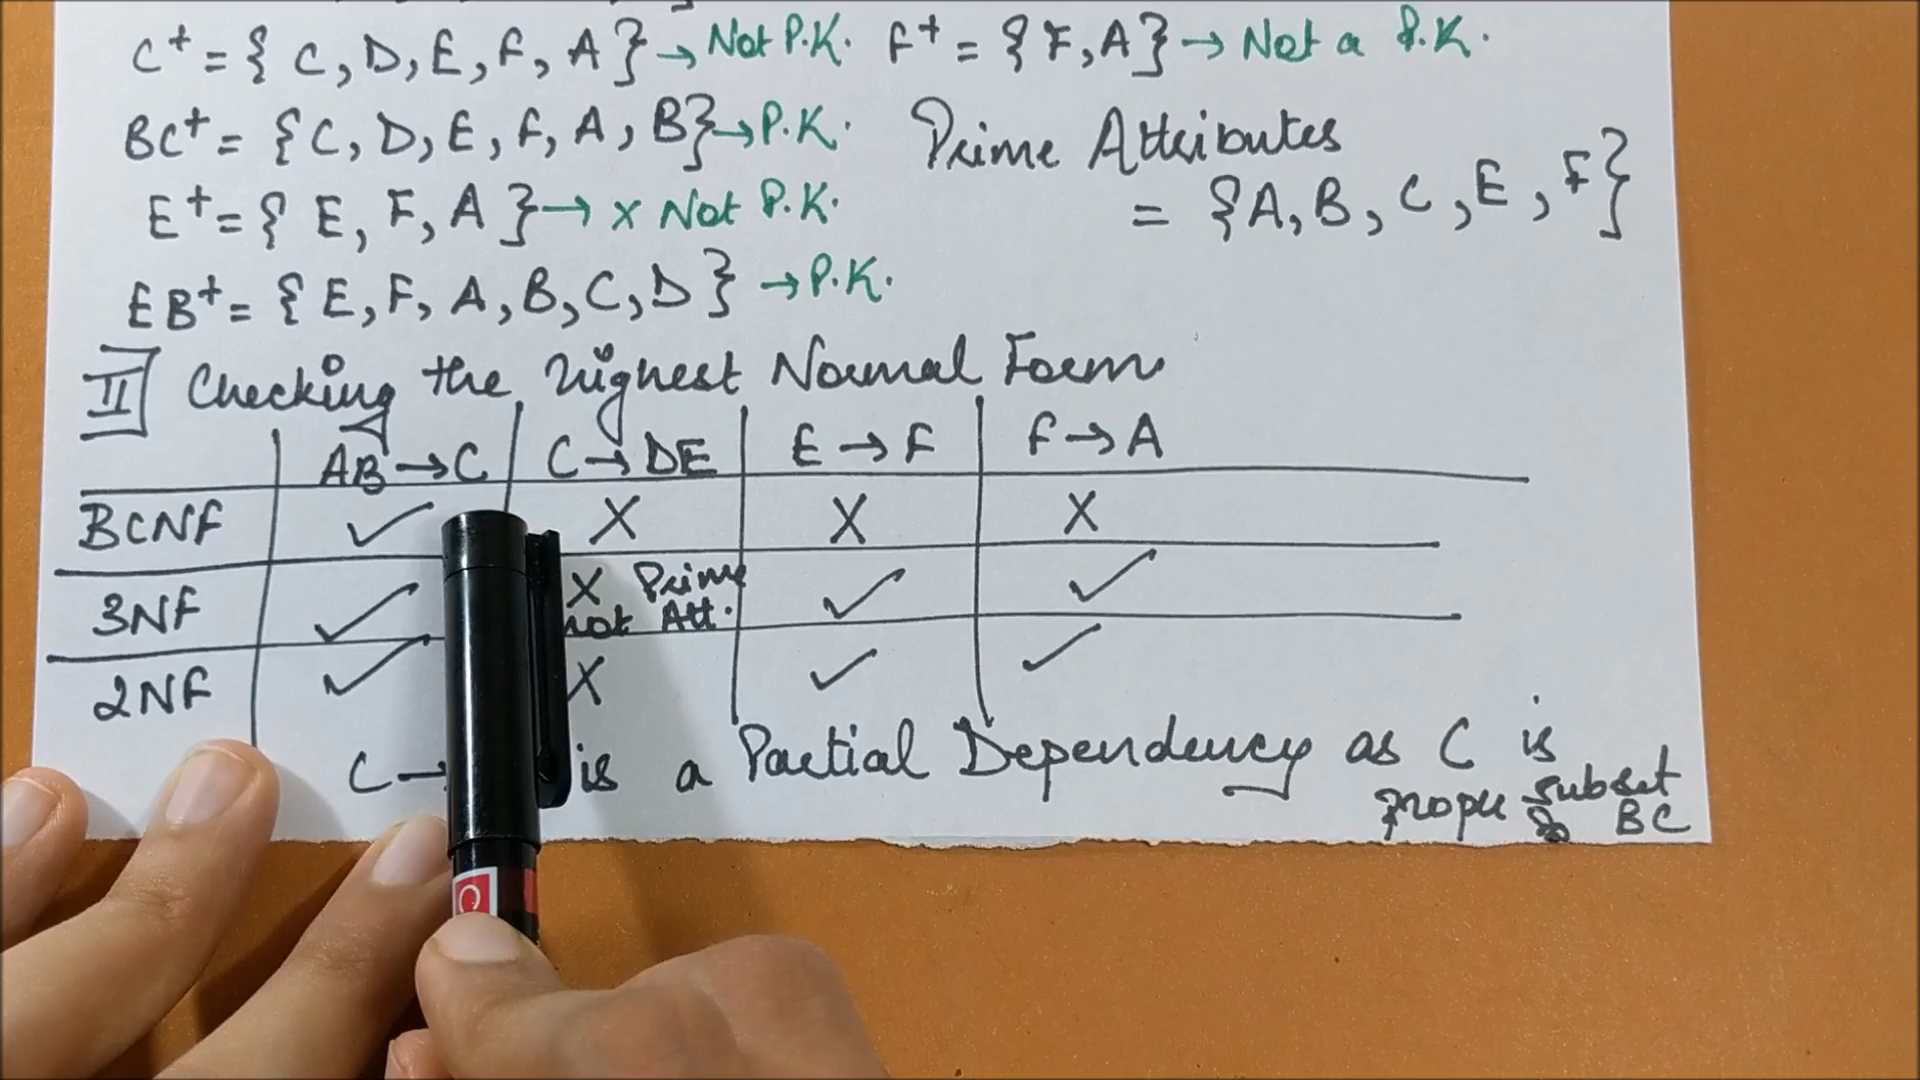 C⁺ = { C, D, E, F, A } → Not P.K. F⁺ = { F, A } → Not a P.K.
BC⁺ = { C, D, E, F, A, B } → P.K. Prime Attributes
E⁺ = { E, F, A } → x Not P.K. = { A, B, C, E, F }
EB⁺ = { E, F, A, B, C, D } → P.K.
II Checking the Highest Normal Form
AB → C C → DE E → F F → A
BCNF ✓ X X X
3NF ✓ X Prime not Att. ✓ ✓
2NF ✓ X ✓ ✓
C → is a Partial Dependency as C is
subset
BC